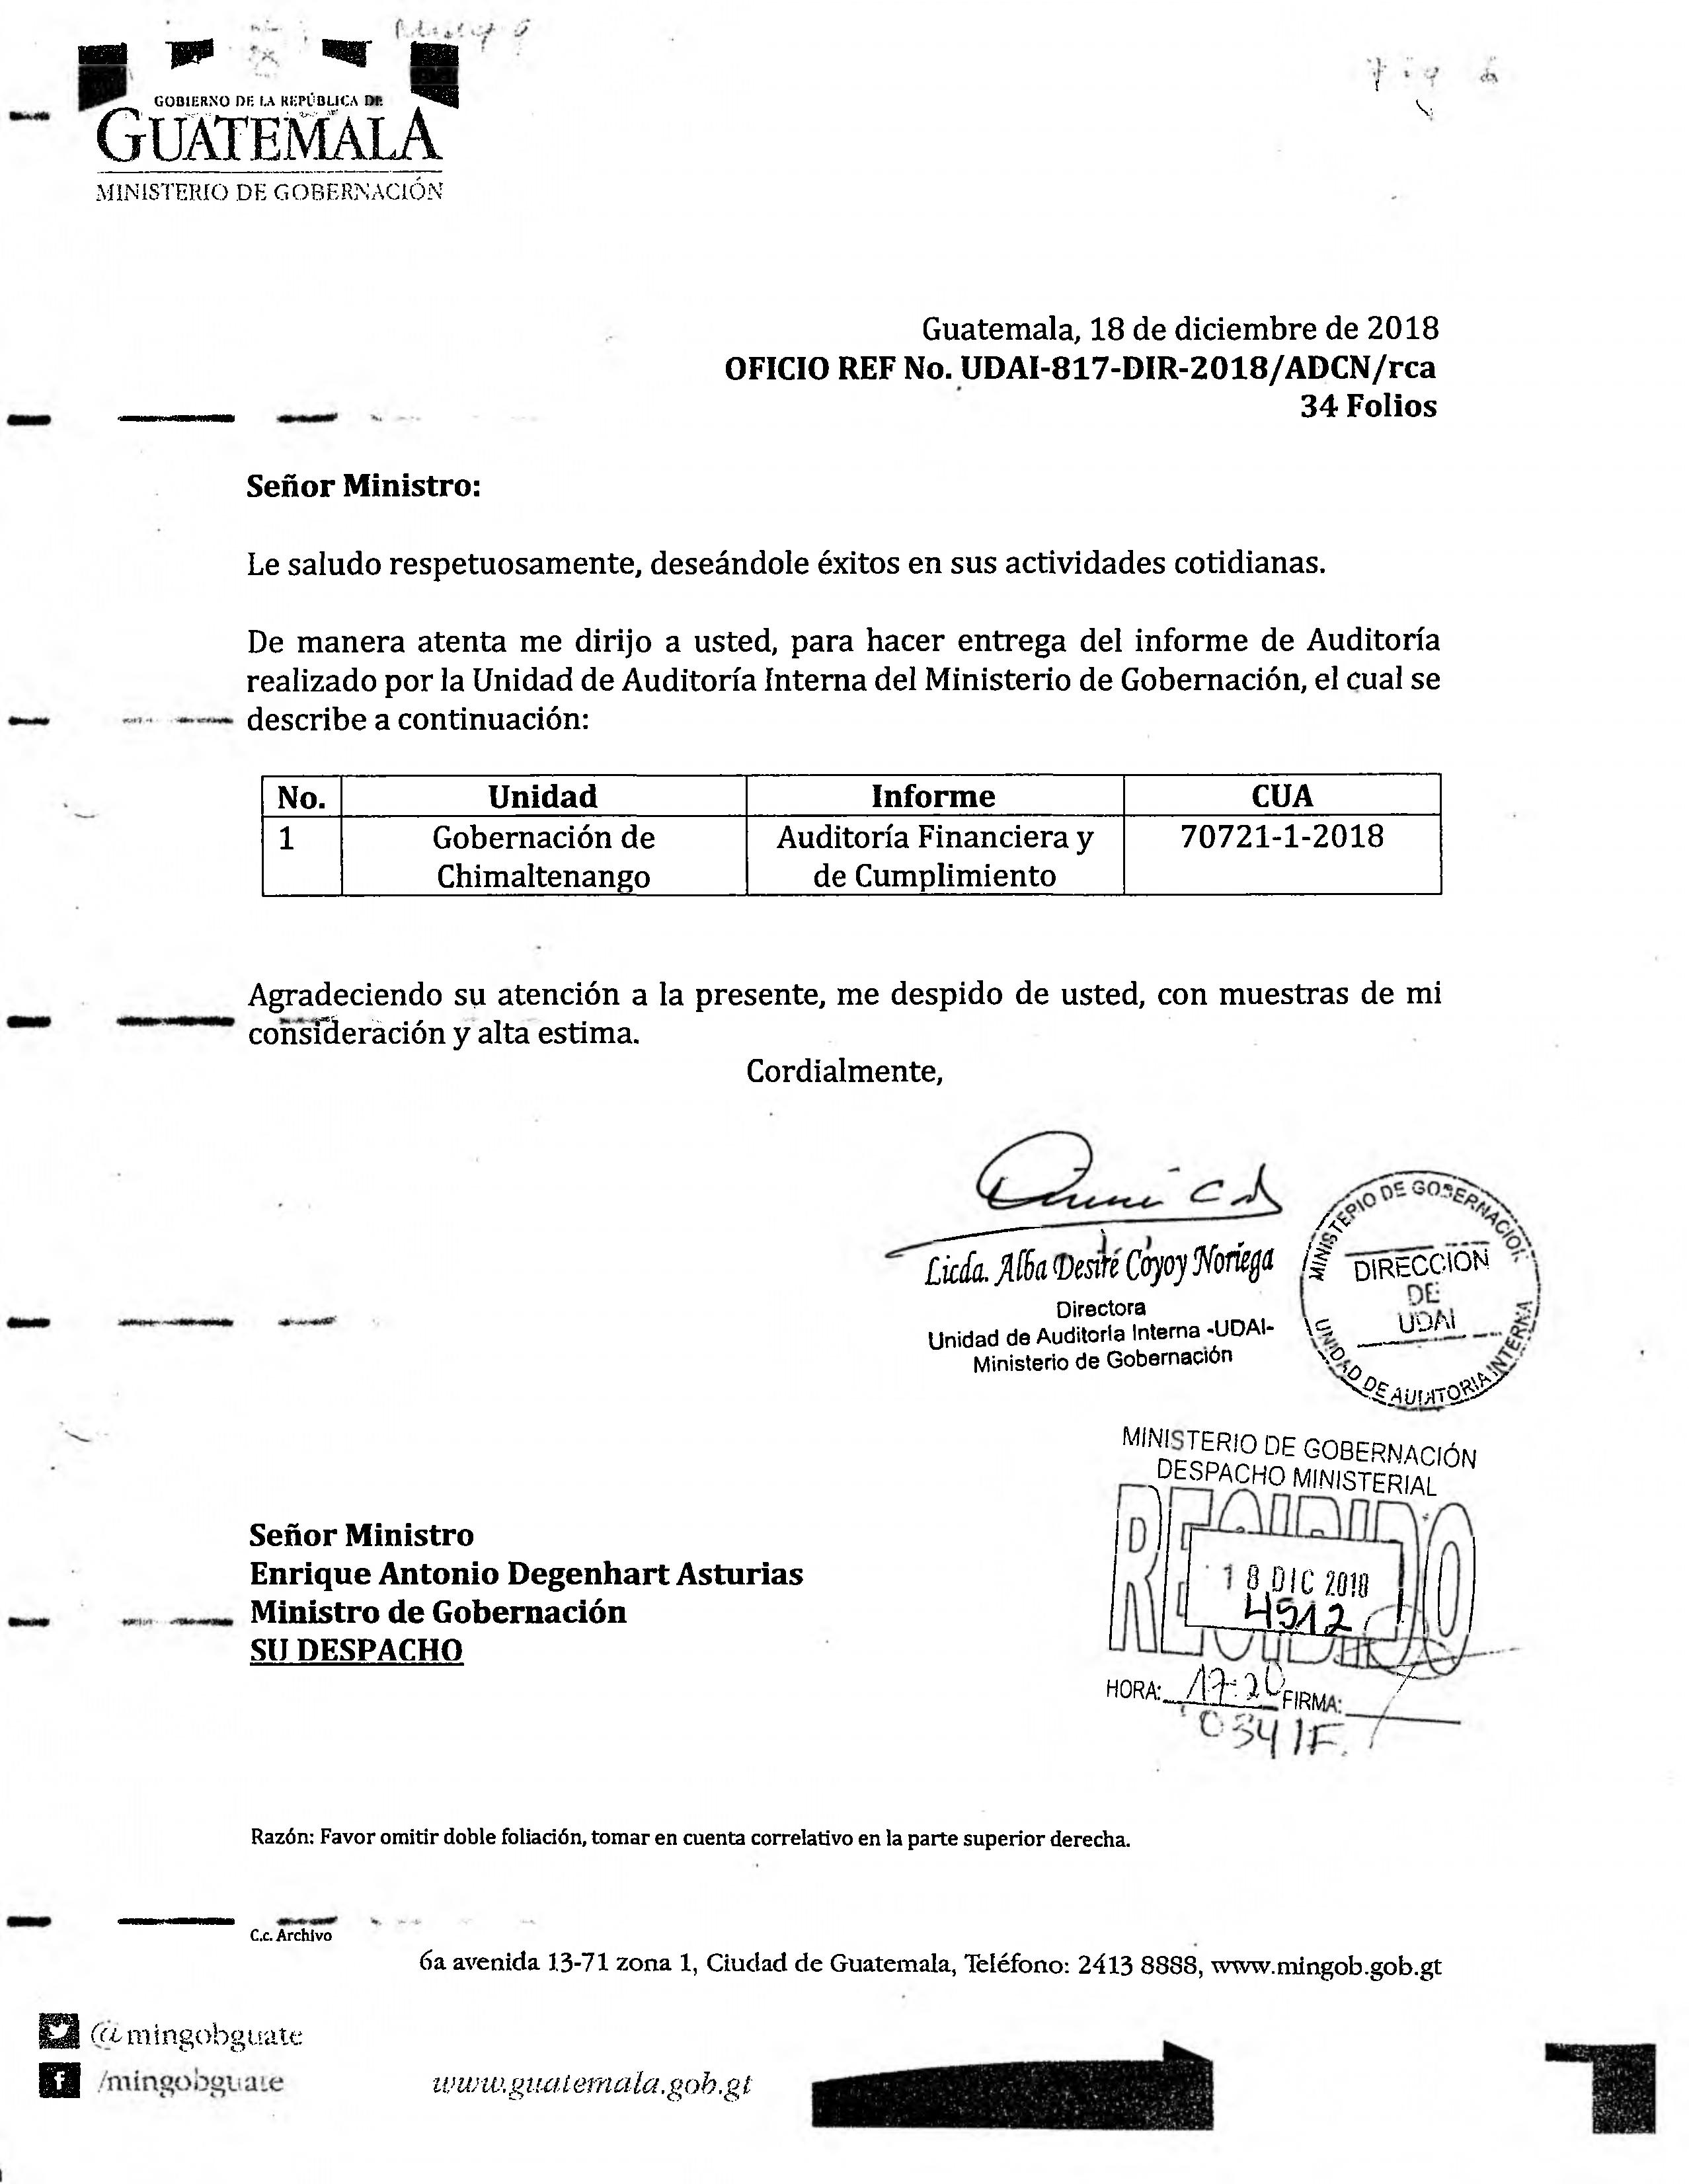 GOBIERNO DE LA REPÚBLICA DE
GUATEMALA
MINISTERIO DE GOBERNACIÓN
Guatemala, 18 de diciembre de 2018
OFICIO REF No. UDAI-817-DIR-2018/ADCN/rca
34 Folios
Señor Ministro:
Le saludo respetuosamente, deseándole éxitos en sus actividades cotidianas.
De manera atenta me dirijo a usted, para hacer entrega del informe de Auditoría
realizado por la Unidad de Auditoría Interna del Ministerio de Gobernación, el cual se
describe a continuación:
No. Unidad Informe CUA
1 Gobernación de Auditoría Financiera y 70721-1-2018
Chimaltenango de Cumplimiento
Agradeciendo su atención a la presente, me despido de usted, con muestras de mi
consideración y alta estima.
Cordialmente,
Licda. Alba Desiré Coyoy Noriega
Directora
Unidad de Auditoría Interna -UDAI-
Ministerio de Gobernación
MINISTERIO DE GOBERNACION
DIRECCION
DE
UDAI
UNIDAD DE AUDITORIA INTERNA
MINISTERIO DE GOBERNACIÓN
DESPACHO MINISTERIAL
RECIBIDO
18 DIC 2018
4512
HORA: 17:20 FIRMA:
034 1F.
Señor Ministro
Enrique Antonio Degenhart Asturias
Ministro de Gobernación
SU DESPACHO
Razón: Favor omitir doble foliación, tomar en cuenta correlativo en la parte superior derecha.
C.c. Archivo
6a avenida 13-71 zona 1, Ciudad de Guatemala, Teléfono: 2413 8888, www.mingob.gob.gt
@mingobguate
/mingobguate
www.guatemala.gob.gt